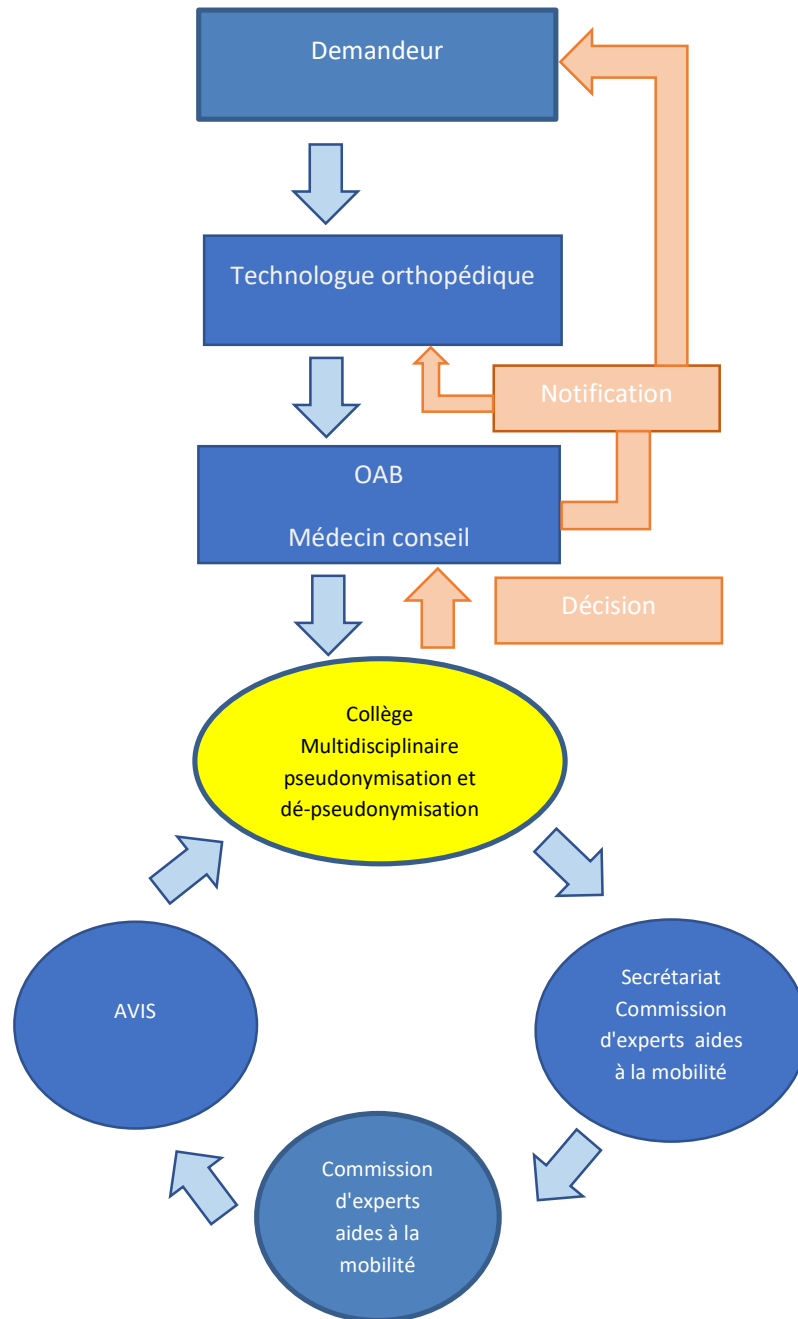 Demandeur
Technologue orthopédique
Notification
OAB
Médecin conseil
Décision
Collège
Multidisciplinaire
pseudonymisation et
dé-pseudonymisation
AVIS
Secrétariat
Commission
d'experts aides
à la mobilité
Commission
d'experts
aides à la
mobilité